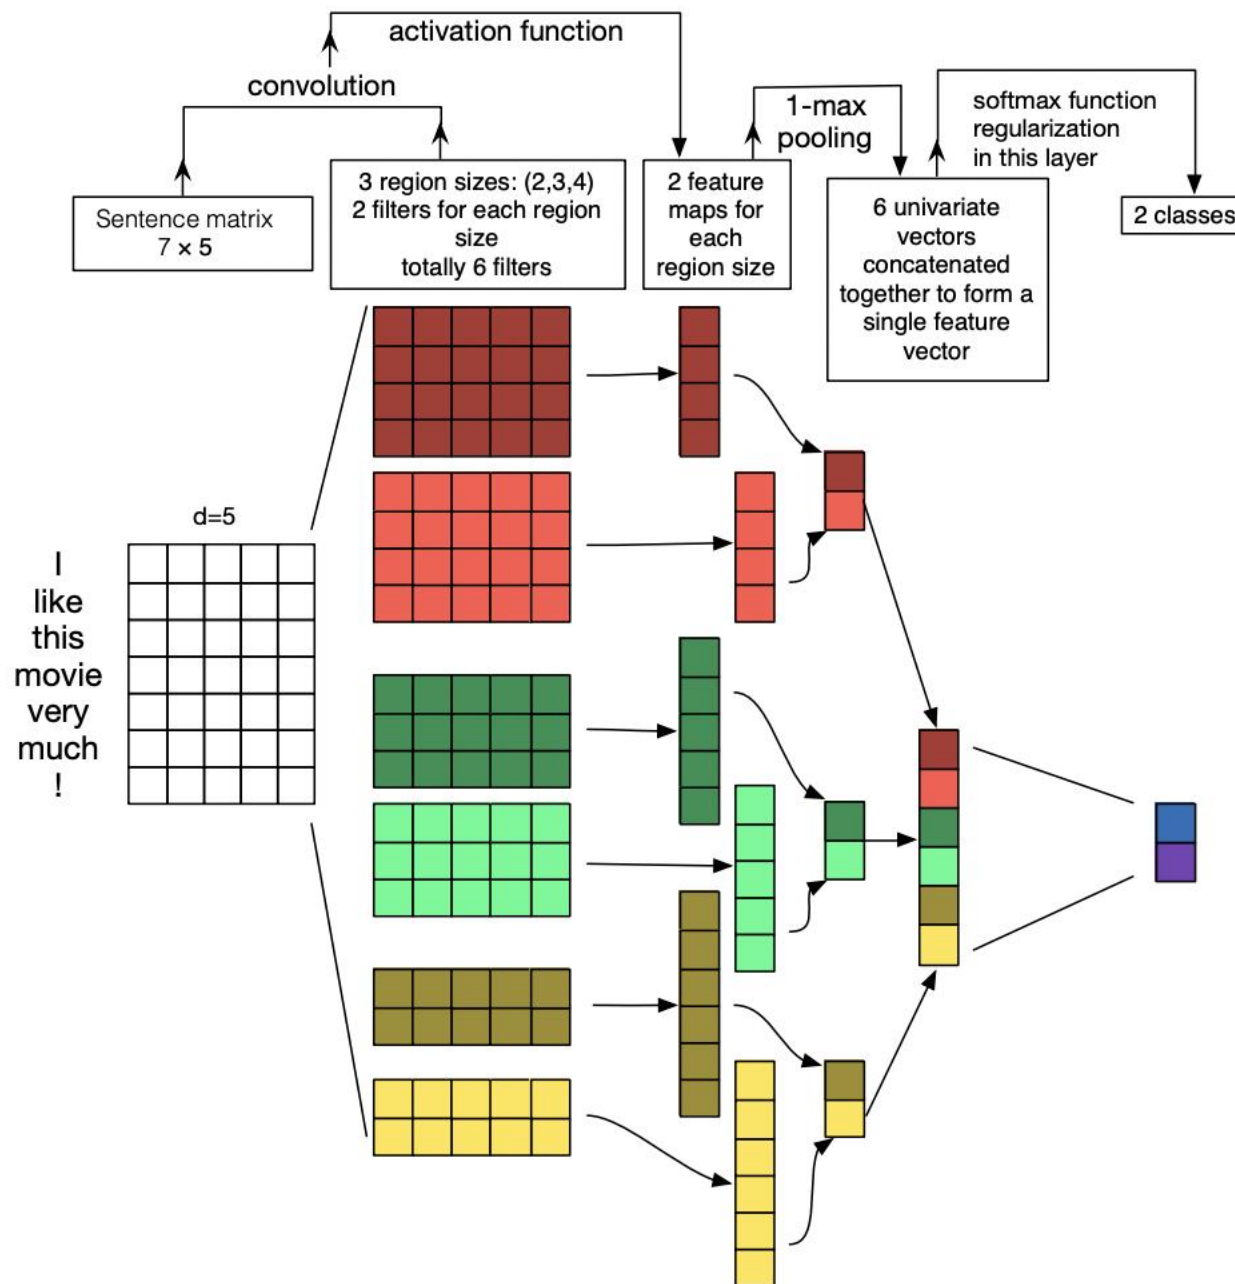 activation function
convolution
1-max
pooling
softmax function
regularization
in this layer
Sentence matrix
7 × 5
3 region sizes: (2,3,4)
2 filters for each region
size
totally 6 filters
2 feature
maps for
each
region size
6 univariate
vectors
concatenated
together to form a
single feature
vector
2 classes
d=5
I
like
this
movie
very
much
!